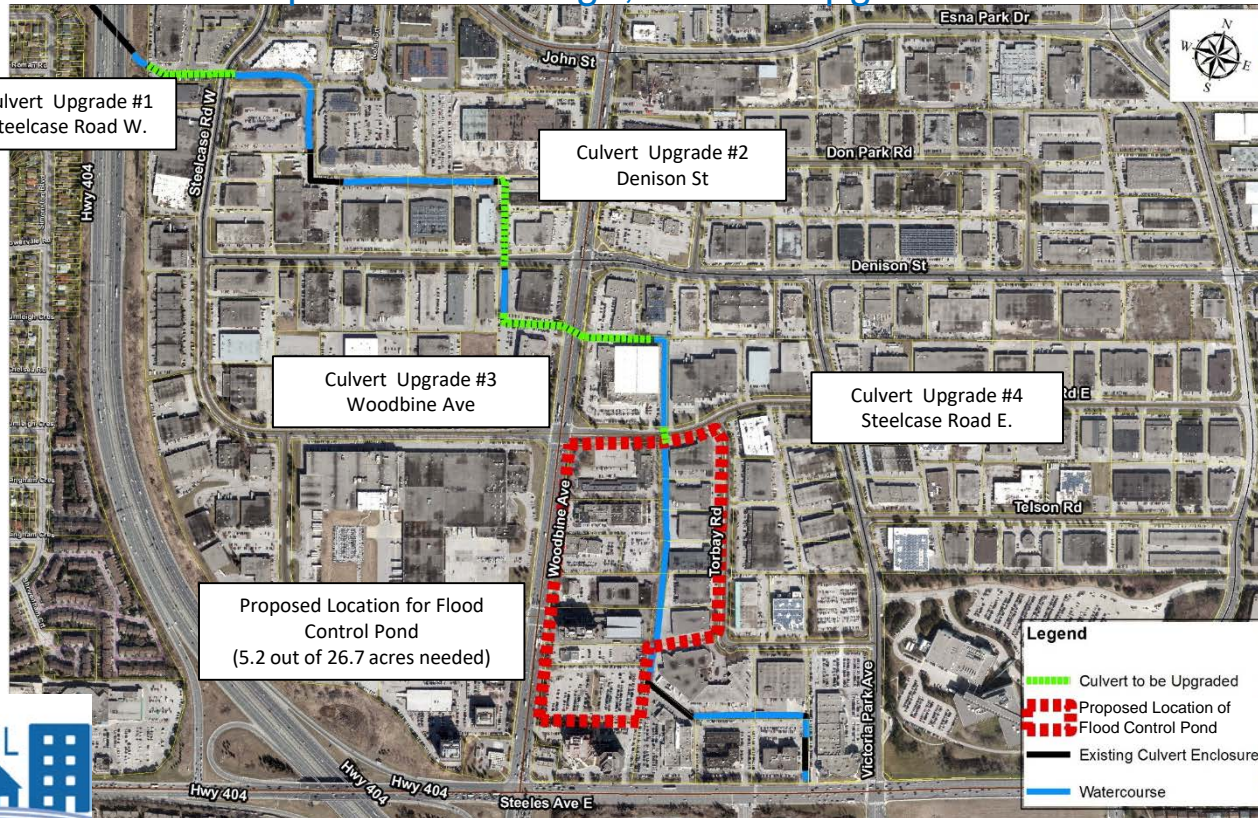 Esna Park Dr
John St
N
W
E
S
ulvert Upgrade #1
teelcase Road W.
Steelcase Rd W
Hwy 404
Culvert Upgrade #2
Denison St
Don Park Rd
Denison St
Culvert Upgrade #3
Woodbine Ave
Culvert Upgrade #4
Steelcase Road E.
Rd E
Woodbine Ave
Torbay Rd
Telson Rd
Proposed Location for Flood
Control Pond
(5.2 out of 26.7 acres needed)
Victoria Park Ave
Legend
Culvert to be Upgraded
Proposed Location of
Flood Control Pond
Existing Culvert Enclosure
Watercourse
L
Hwy 404
Hwy 404
Hwy 404
Steeles Ave E